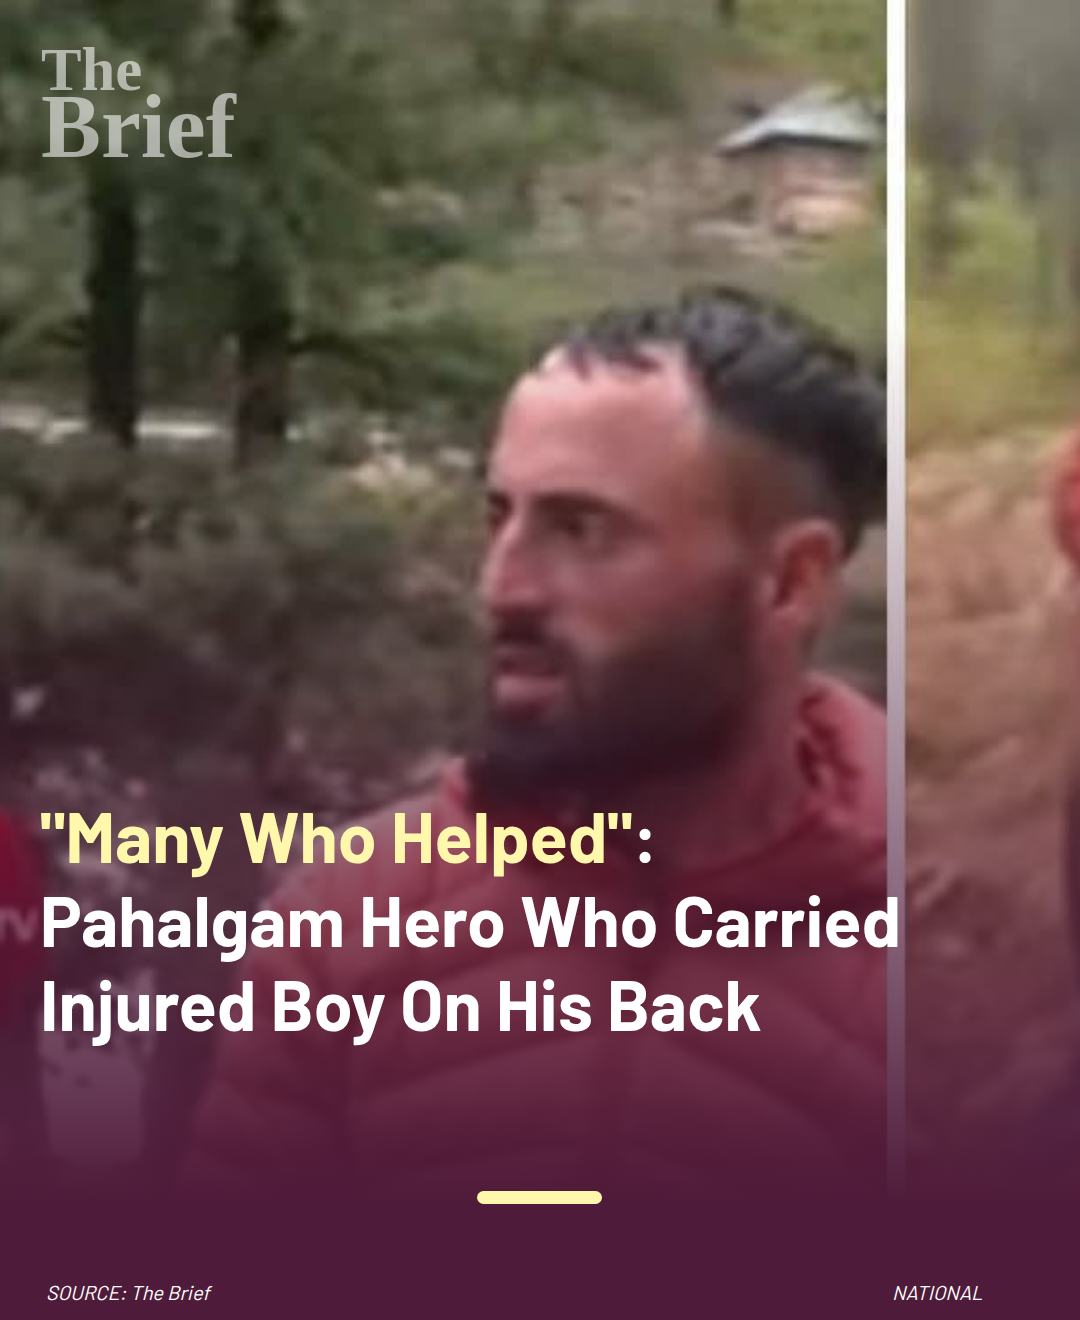 The
Brief
"Many Who Helped":
Pahalgam Hero Who Carried
Injured Boy On His Back
SOURCE: The Brief
NATIONAL